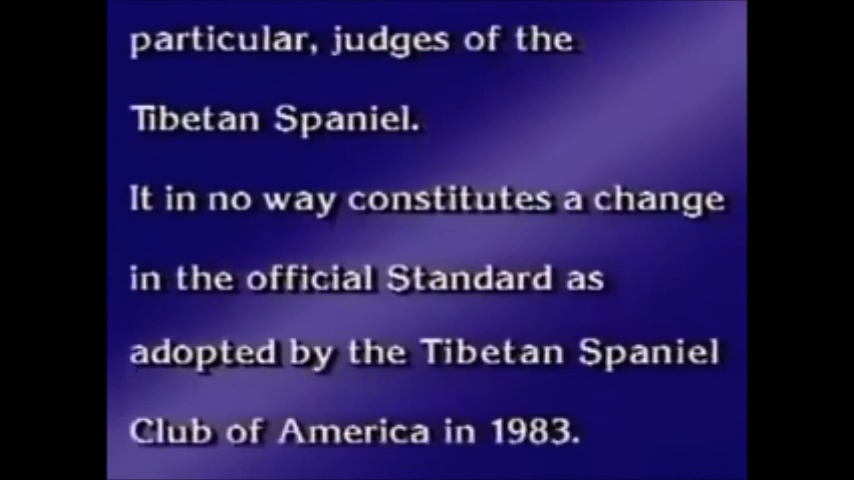 particular, judges of the
Tibetan Spaniel.
It in no way constitutes a change
in the official Standard as
adopted by the Tibetan Spaniel
Club of America in 1983.